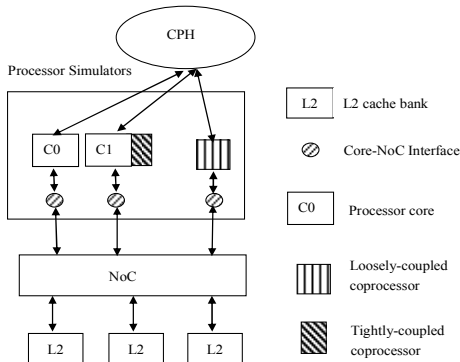 CPH
Processor Simulators
L2 L2 cache bank
Core-NoC Interface
C0 C1
C0 Processor core
NoC
Loosely-coupled
coprocessor
Tightly-coupled
coprocessor
L2 L2 L2